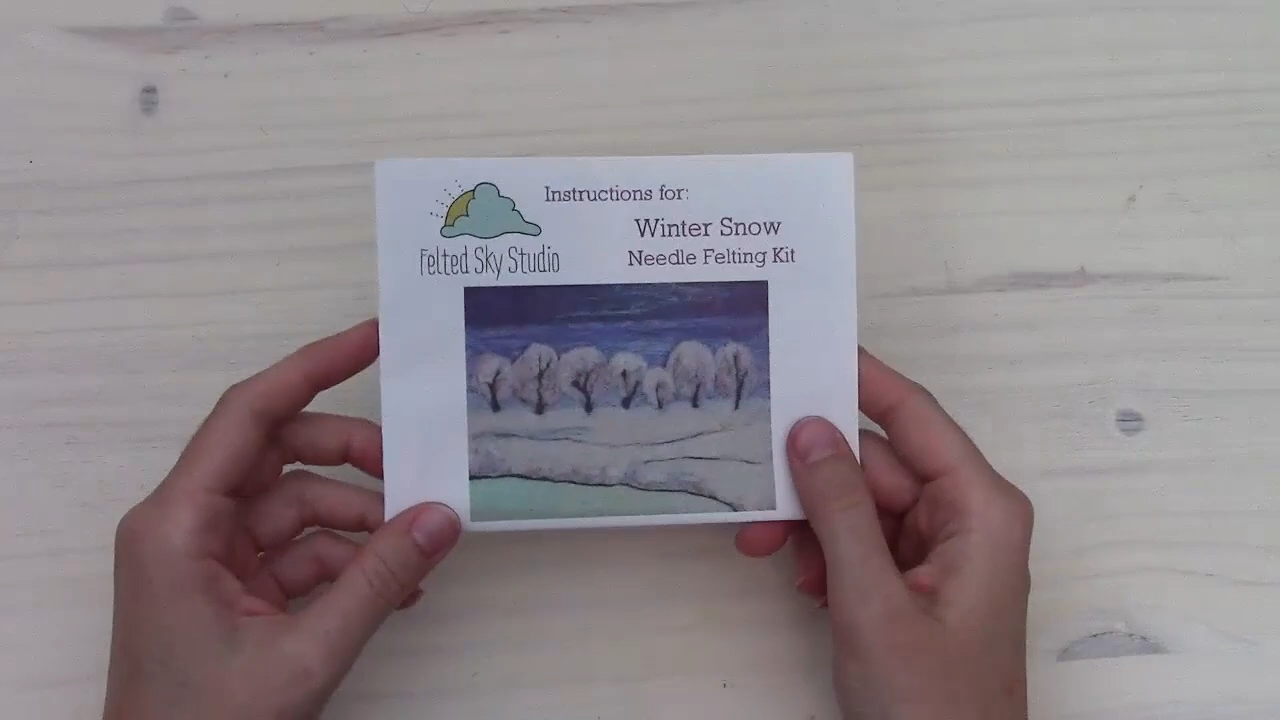 Instructions for:
Winter Snow
Needle Felting Kit
Felted Sky Studio